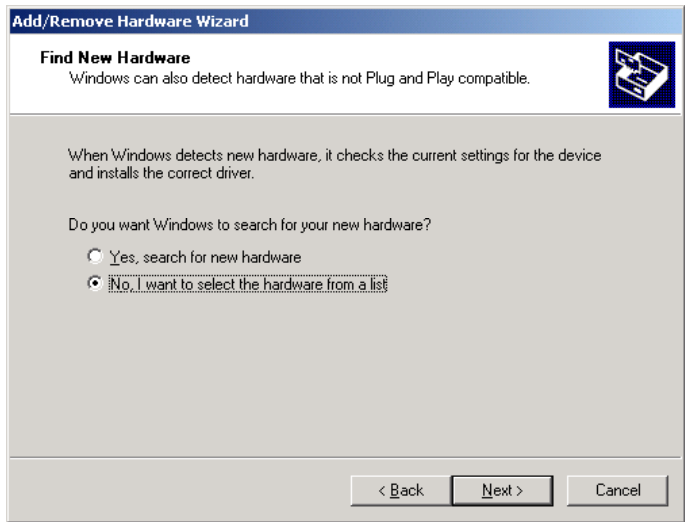 Add/Remove Hardware Wizard
Find New Hardware
Windows can also detect hardware that is not Plug and Play compatible.
When Windows detects new hardware, it checks the current settings for the device
and installs the correct driver.
Do you want Windows to search for your new hardware?
Yes, search for new hardware
No, I want to select the hardware from a list
< Back
Next >
Cancel